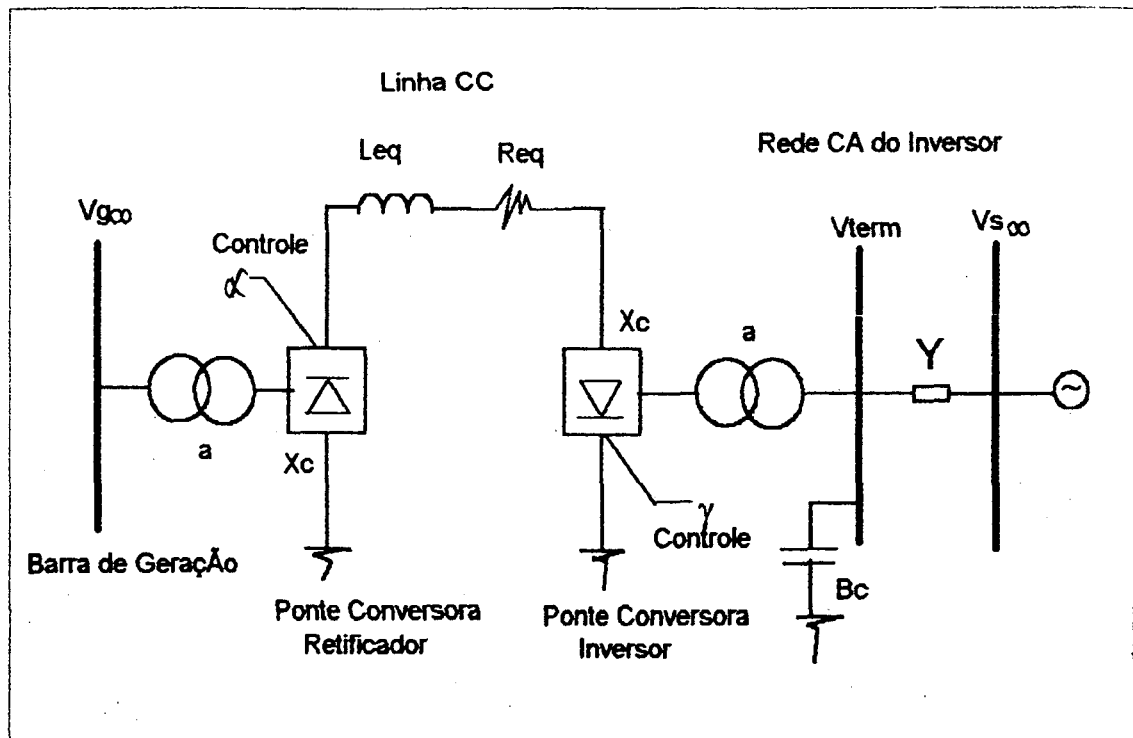 Linha CC
Leq
Req
Rede CA do Inversor
Vg∞
Controle
α
Vterm
Vs∞
Xc
a
Y
~
a
Xc
γ
Controle
Bc
Barra de GeraçÃo
Ponte Conversora
Retificador
Ponte Conversora
Inversor